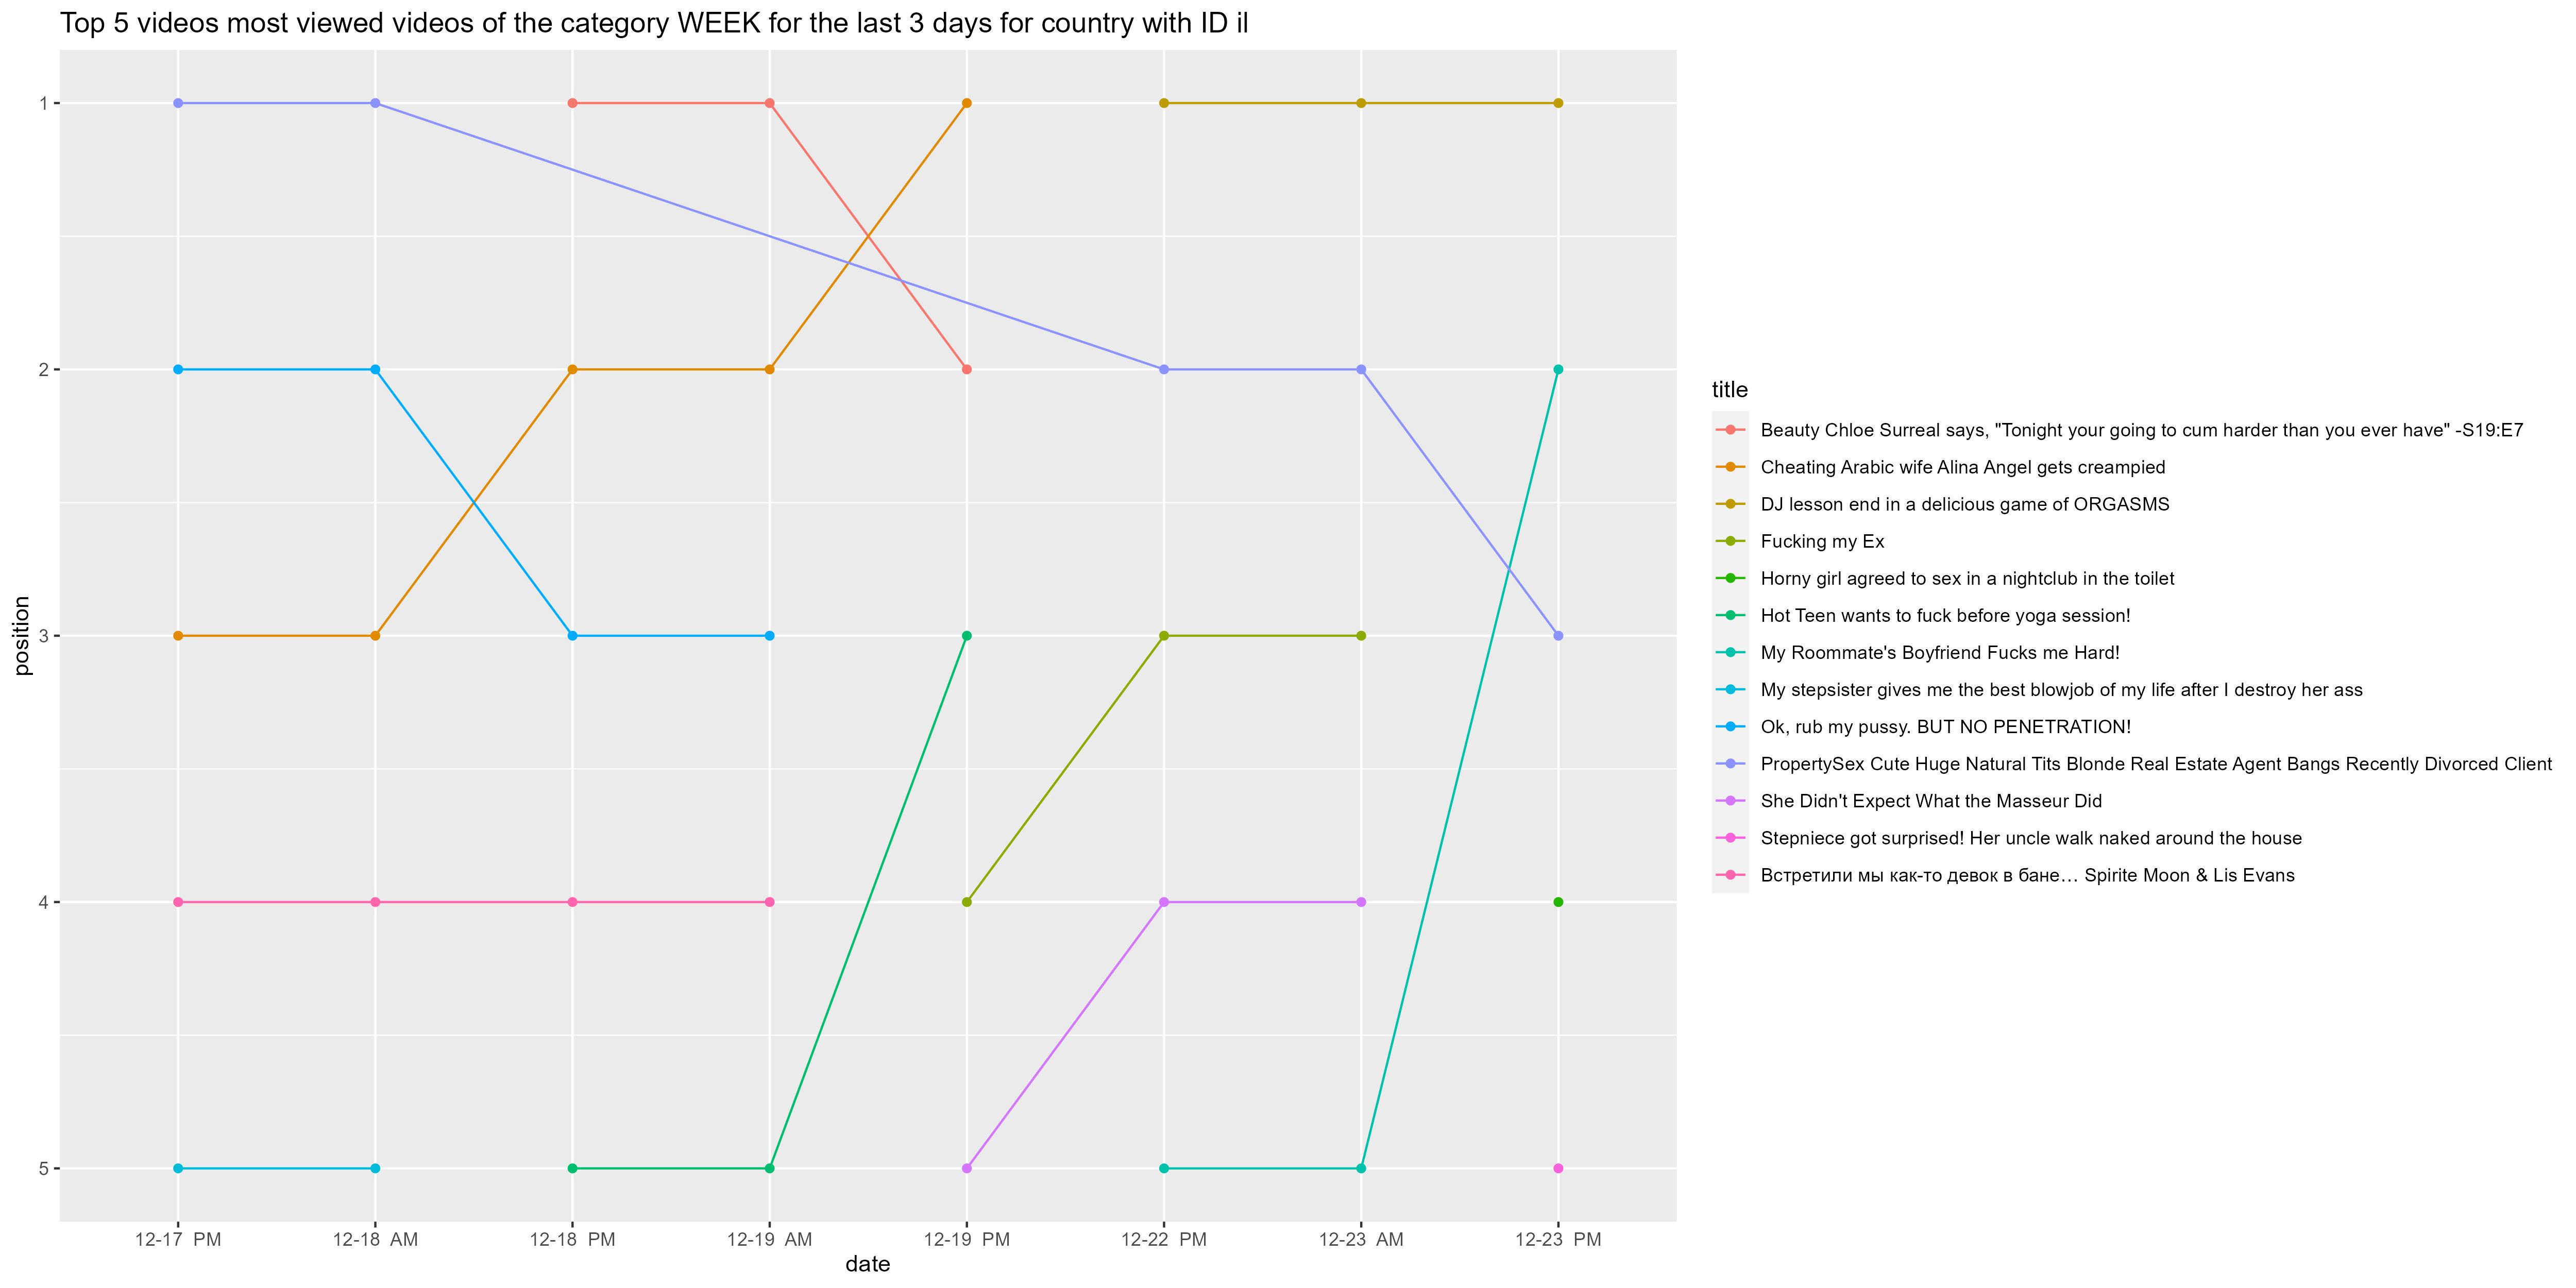 Top 5 videos most viewed videos of the category WEEK for the last 3 days for country with ID il
position
1
2
3
4
5
12-17 PM
12-18 AM
12-18 PM
12-19 AM
12-19 PM
12-22 PM
12-23 AM
12-23 PM
date
title
Beauty Chloe Surreal says, "Tonight your going to cum harder than you ever have" -S19:E7
Cheating Arabic wife Alina Angel gets creampied
DJ lesson end in a delicious game of ORGASMS
Fucking my Ex
Horny girl agreed to sex in a nightclub in the toilet
Hot Teen wants to fuck before yoga session!
My Roommate's Boyfriend Fucks me Hard!
My stepsister gives me the best blowjob of my life after I destroy her ass
Ok, rub my pussy. BUT NO PENETRATION!
PropertySex Cute Huge Natural Tits Blonde Real Estate Agent Bangs Recently Divorced Client
She Didn't Expect What the Masseur Did
Stepniece got surprised! Her uncle walk naked around the house
Встретили мы как-то девок в бане… Spirite Moon & Lis Evans